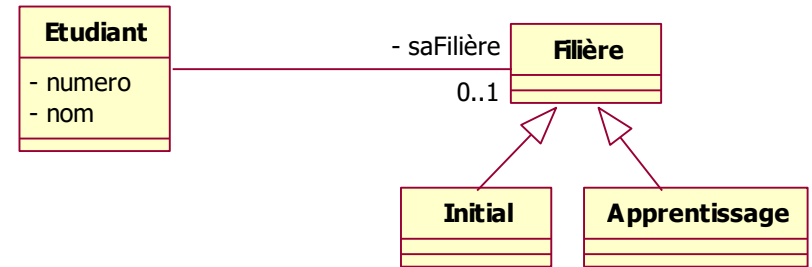 Etudiant
- numero
- nom
- saFilière
0..1
Filière
Initial
Apprentissage